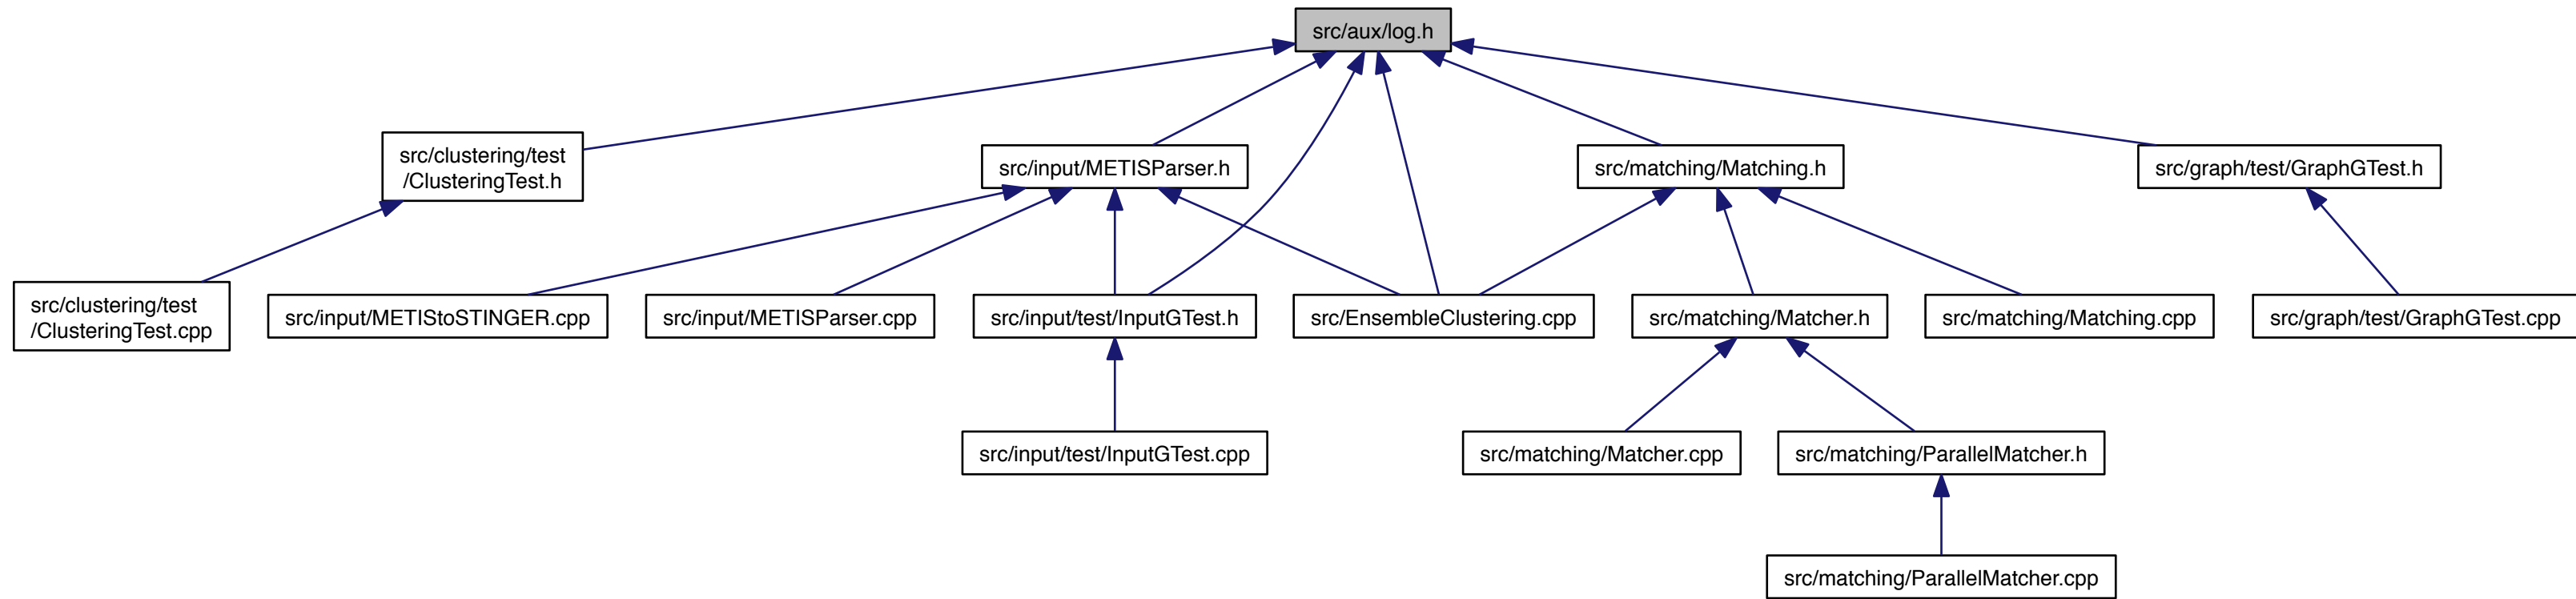 src/aux/log.h
src/clustering/test
/ClusteringTest.h
src/input/METISParser.h
src/matching/Matching.h
src/graph/test/GraphGTest.h
src/clustering/test
/ClusteringTest.cpp
src/input/METIStoSTINGER.cpp
src/input/METISParser.cpp
src/input/test/InputGTest.h
src/EnsembleClustering.cpp
src/matching/Matcher.h
src/matching/Matching.cpp
src/graph/test/GraphGTest.cpp
src/input/test/InputGTest.cpp
src/matching/Matcher.cpp
src/matching/ParallelMatcher.h
src/matching/ParallelMatcher.cpp